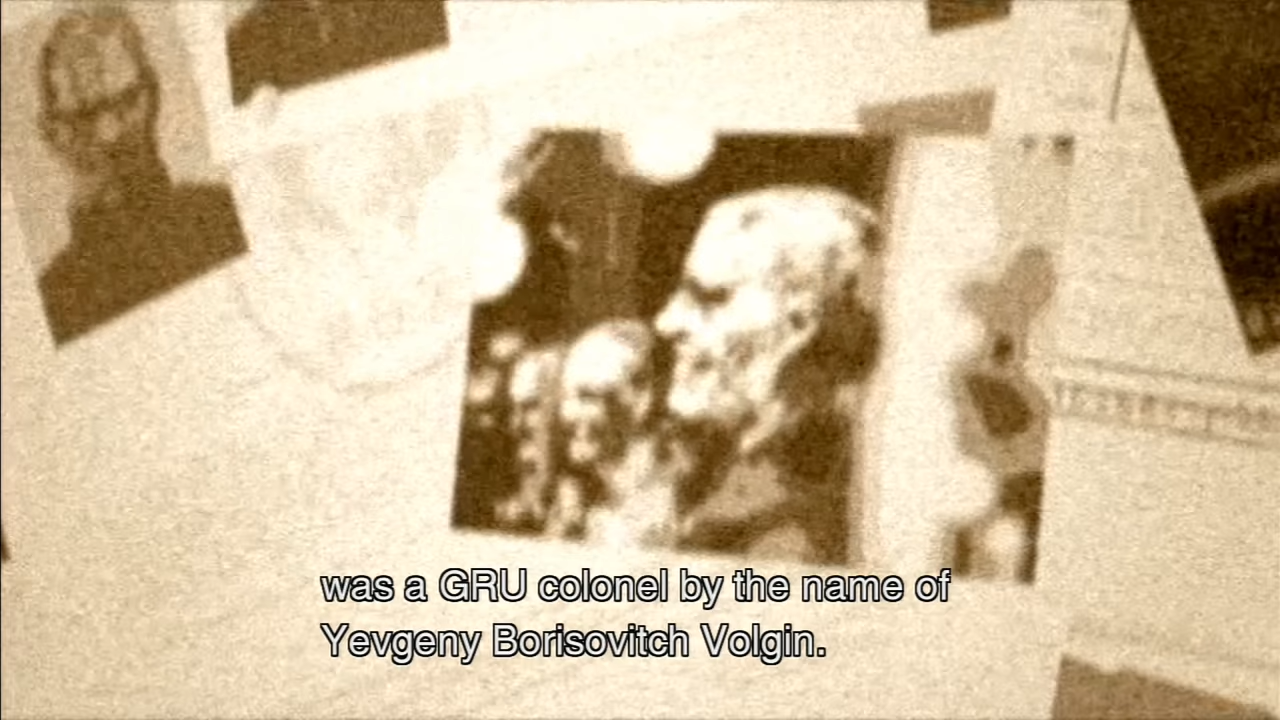 was a GRU colonel by the name of
Yevgeny Borisovitch Volgin.